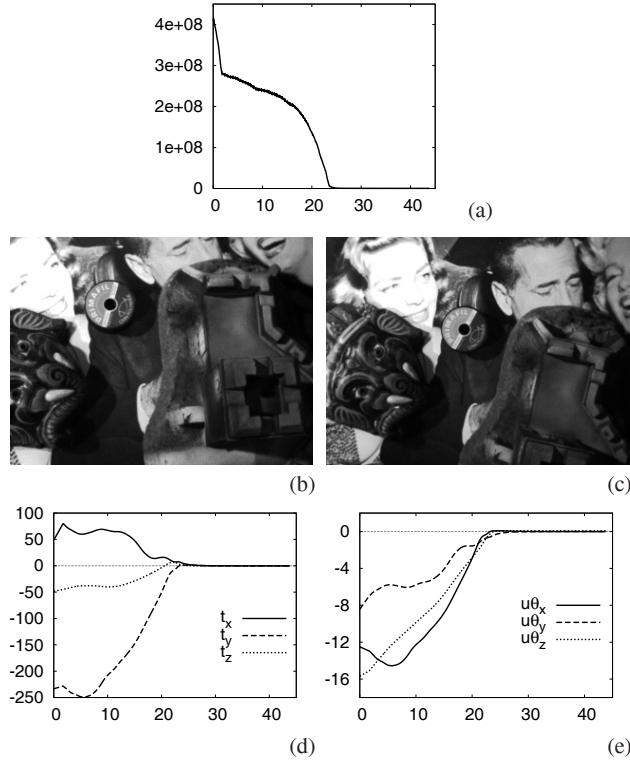 4e+08
3e+08
2e+08
1e+08
0
0 10 20 30 40
(a)
(b)
(c)
100
50
0
-50
-100
-150
-200
-250
t_x
t_y
t_z
0 10 20 30 40
(d)
0
-4
-8
-12
-16
uθ_x
uθ_y
uθ_z
0 10 20 30 40
(e)